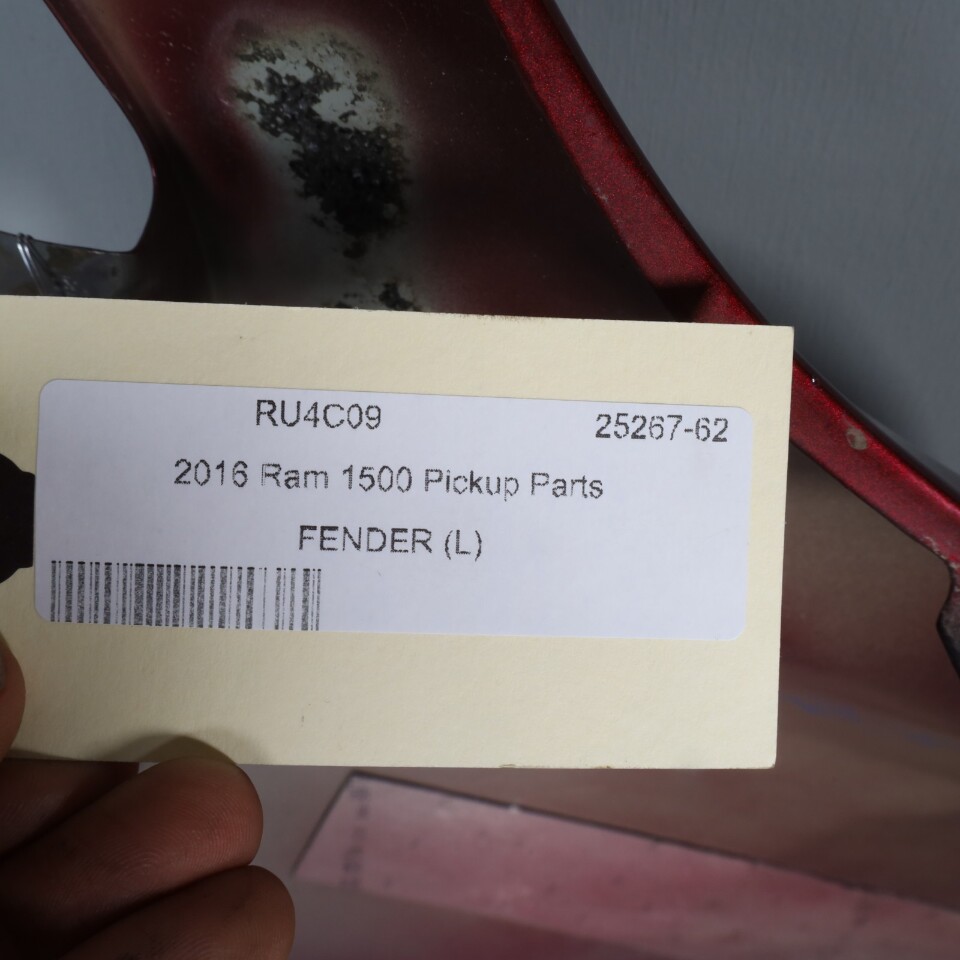 RU4C09 25267-62
2016 Ram 1500 Pickup Parts
FENDER (L)